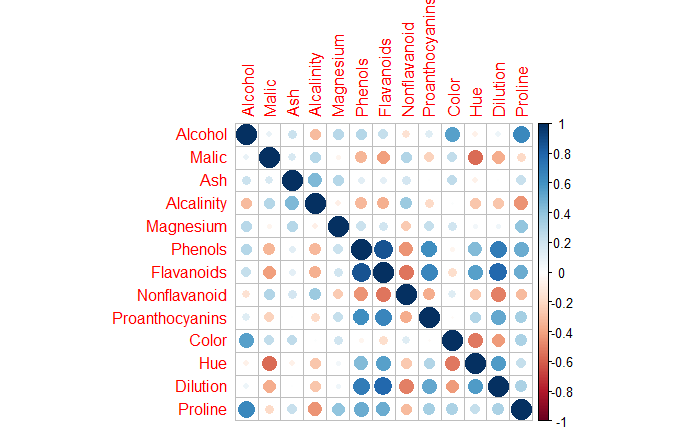 Alcohol
Malic
Ash
Alcalinity
Magnesium
Phenols
Flavanoids
Nonflavanoid
Proanthocyanins
Color
Hue
Dilution
Proline
Alcohol
Malic
Ash
Alcalinity
Magnesium
Phenols
Flavanoids
Nonflavanoid
Proanthocyanins
Color
Hue
Dilution
Proline
1
0.8
0.6
0.4
0.2
0
-0.2
-0.4
-0.6
-0.8
-1